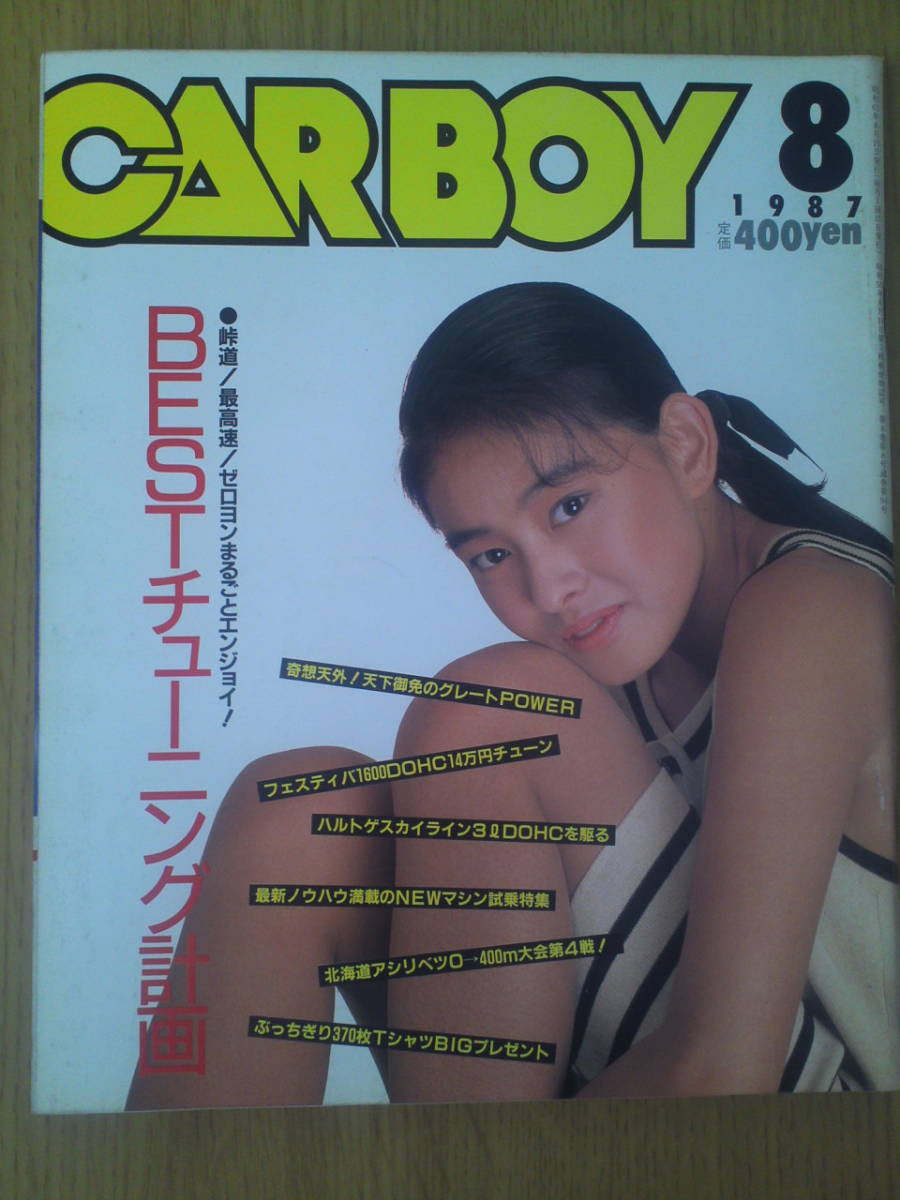 CARBOY
8
1987
定価
400yen
●峠道/最高速/ゼロヨンまるごとエンジョイ!
BESTチューニング計画
奇想天外!天下御免のグレートPOWER
フェスティバ1600DOHC14万円チューン
ハルトゲスカイライン3ℓDOHCを駆る
最新ノウハウ満載のNEWマシン試乗特集
北海道アシリベツ0→400m大会第4戦!
ぶっちぎり370枚TシャツBIGプレゼント